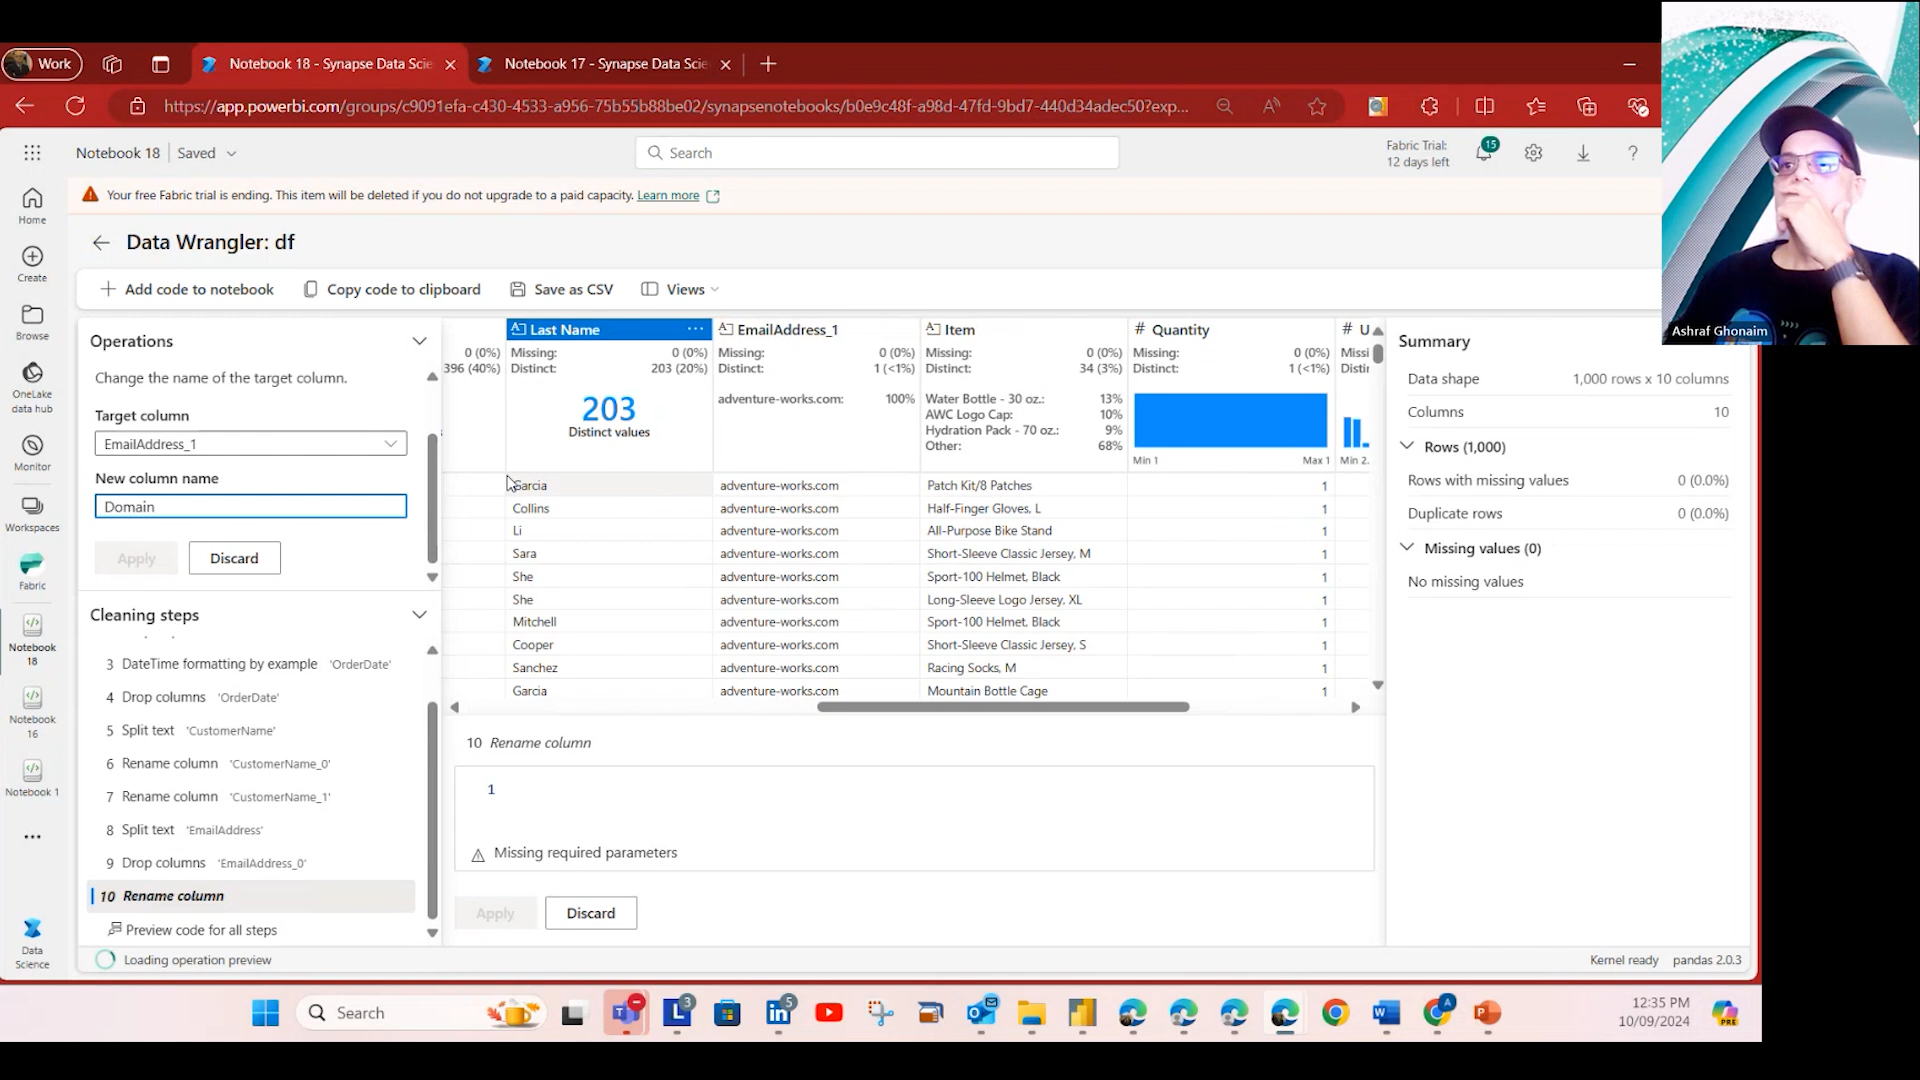 Work
Notebook 18 - Synapse Data Scie
Notebook 17 - Synapse Data Scie
https://app.powerbi.com/groups/c9091efa-c430-4533-a956-75b55b88be02/synapsenotebooks/b0e9c48f-a98d-47fd-9bd7-440d34adec50?exp...
Notebook 18 | Saved
Search
Fabric Trial:
12 days left
15
?
Your free Fabric trial is ending. This item will be deleted if you do not upgrade to a paid capacity. Learn more
Ashraf Ghonaim
Home
Create
Browse
OneLake
data hub
Monitor
Workspaces
Fabric
Notebook
18
Notebook
16
Notebook 1
Data
Science
Data Wrangler: df
Add code to notebook
Copy code to clipboard
Save as CSV
Views
Operations
Change the name of the target column.
Target column
EmailAddress_1
New column name
Domain
Apply
Discard
Cleaning steps
3 DateTime formatting by example 'OrderDate'
4 Drop columns 'OrderDate'
5 Split text 'CustomerName'
6 Rename column 'CustomerName_0'
7 Rename column 'CustomerName_1'
8 Split text 'EmailAddress'
9 Drop columns 'EmailAddress_0'
10 Rename column
Preview code for all steps
Loading operation preview
Last Name ··· EmailAddress_1 Item # Quantity # U
0 (0%) Missing: 0 (0%) Missing: 0 (0%) Missing: 0 (0%) Missing: 0 (0%) Missi
396 (40%) Distinct: 203 (20%) Distinct: 1 (<1%) Distinct: 34 (3%) Distinct: 1 (<1%) Distir
203
Distinct values
adventure-works.com: 100%
Water Bottle - 30 oz.: 13%
AWC Logo Cap: 10%
Hydration Pack - 70 oz.: 9%
Other: 68%
Min 1 Max 1 Min 2.
Garcia adventure-works.com Patch Kit/8 Patches 1
Collins adventure-works.com Half-Finger Gloves, L 1
Li adventure-works.com All-Purpose Bike Stand 1
Sara adventure-works.com Short-Sleeve Classic Jersey, M 1
She adventure-works.com Sport-100 Helmet, Black 1
She adventure-works.com Long-Sleeve Logo Jersey, XL 1
Mitchell adventure-works.com Sport-100 Helmet, Black 1
Cooper adventure-works.com Short-Sleeve Classic Jersey, S 1
Sanchez adventure-works.com Racing Socks, M 1
Garcia adventure-works.com Mountain Bottle Cage 1
10 Rename column
1
Missing required parameters
Apply
Discard
Summary
Data shape 1,000 rows x 10 columns
Columns 10
Rows (1,000)
Rows with missing values 0 (0.0%)
Duplicate rows 0 (0.0%)
Missing values (0)
No missing values
Kernel ready pandas 2.0.3
Search
3
5
12:35 PM
10/09/2024
PRE